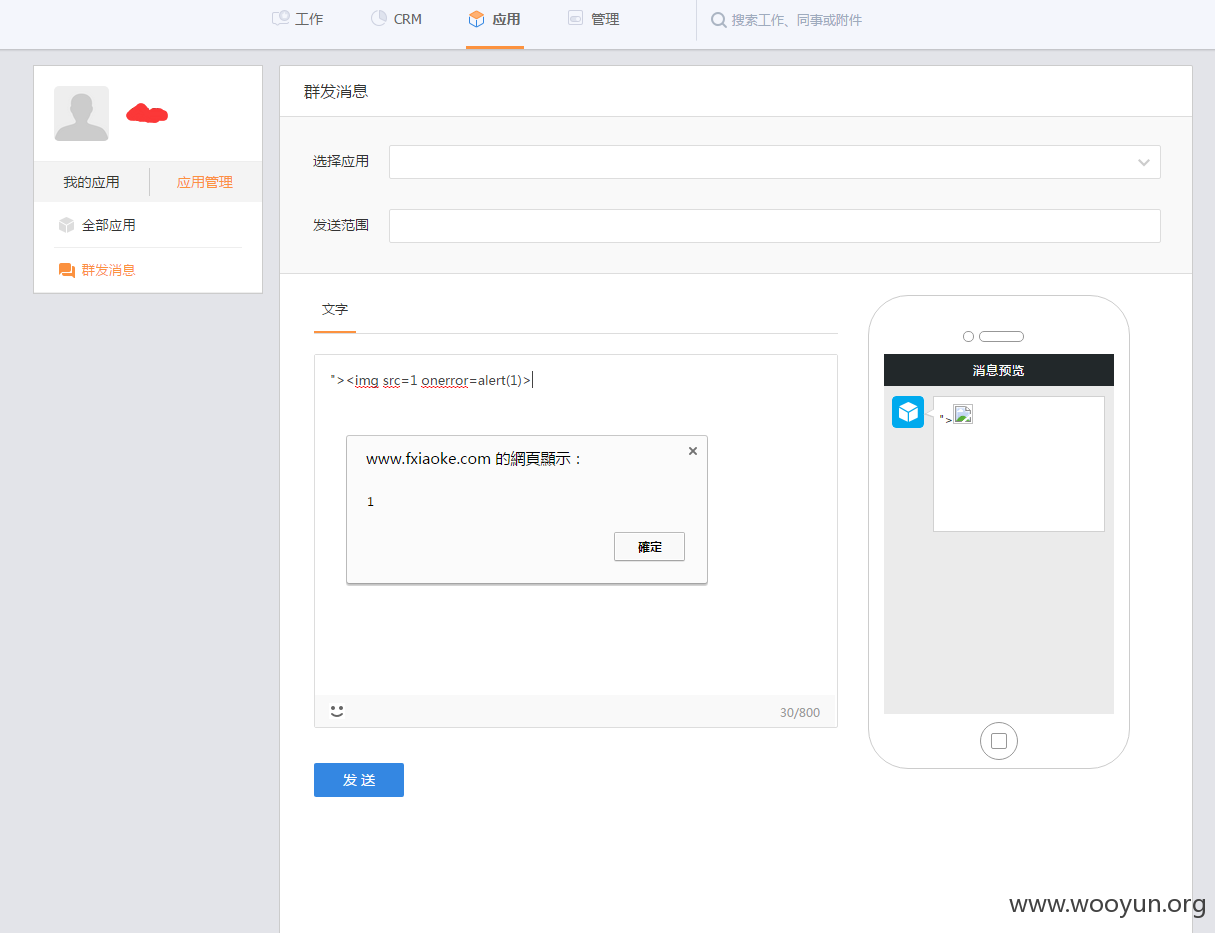 工作
CRM
应用
管理
搜索工作、同事或附件
我的应用
应用管理
全部应用
群发消息
群发消息
选择应用
发送范围
文字
"><img src=1 onerror=alert(1)>
www.fxiaoke.com 的網頁顯示：
1
確定
30/800
发 送
消息预览
">
www.wooyun.org